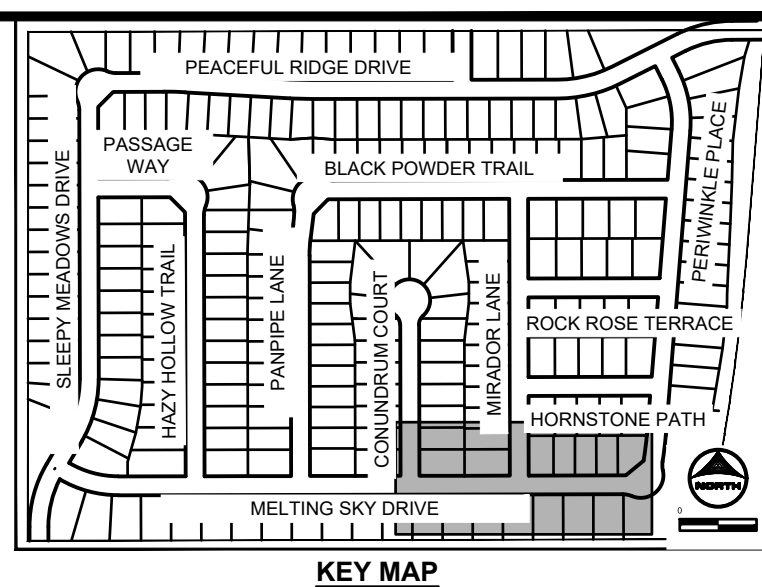 PEACEFUL RIDGE DRIVE
PASSAGE
WAY
BLACK POWDER TRAIL
SLEEPY MEADOWS DRIVE
HAZY HOLLOW TRAIL
PANPIPE LANE
CONUNDRUM COURT
MIRADOR LANE
PERIWINKLE PLACE
ROCK ROSE TERRACE
HORNSTONE PATH
MELTING SKY DRIVE
NORTH
0
KEY MAP